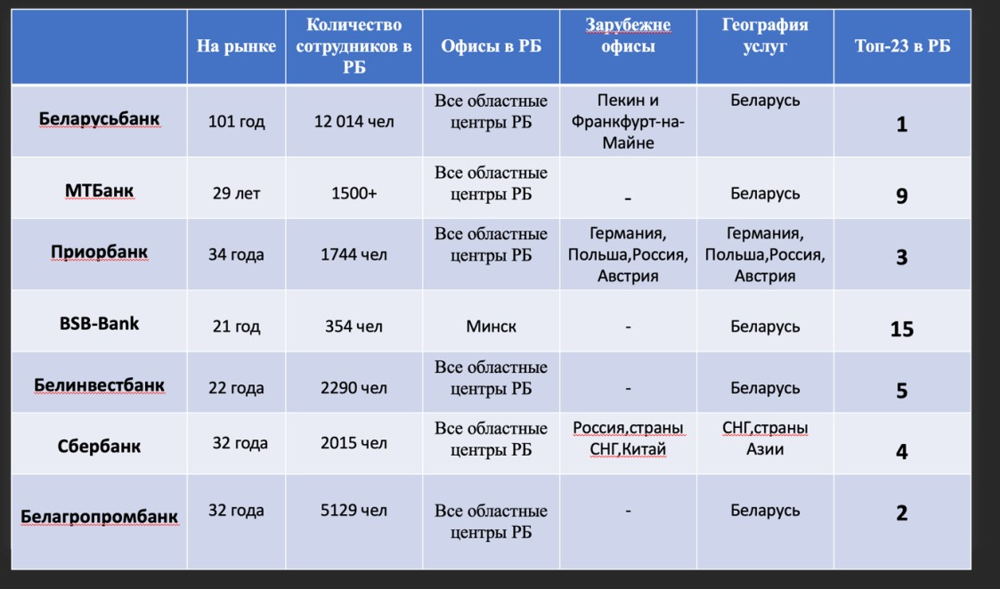 На рынке
Количество
сотрудников в
РБ
Офисы в РБ
Зарубежне
офисы
География
услуг
Топ-23 в РБ
Беларусьбанк
101 год
12 014 чел
Все областные
центры РБ
Пекин и
Франкфурт-на-
Майне
Беларусь
1
МТБанк
29 лет
1500+
Все областные
центры РБ
-
Беларусь
9
Приорбанк
34 года
1744 чел
Все областные
центры РБ
Германия,
Польша,Россия,
Австрия
Германия,
Польша,Россия,
Австрия
3
BSB-Bank
21 год
354 чел
Минск
-
Беларусь
15
Белинвестбанк
22 года
2290 чел
Все областные
центры РБ
-
Беларусь
5
Сбербанк
32 года
2015 чел
Все областные
центры РБ
Россия,страны
СНГ,Китай
СНГ,страны
Азии
4
Белагропромбанк
32 года
5129 чел
Все областные
центры РБ
-
Беларусь
2